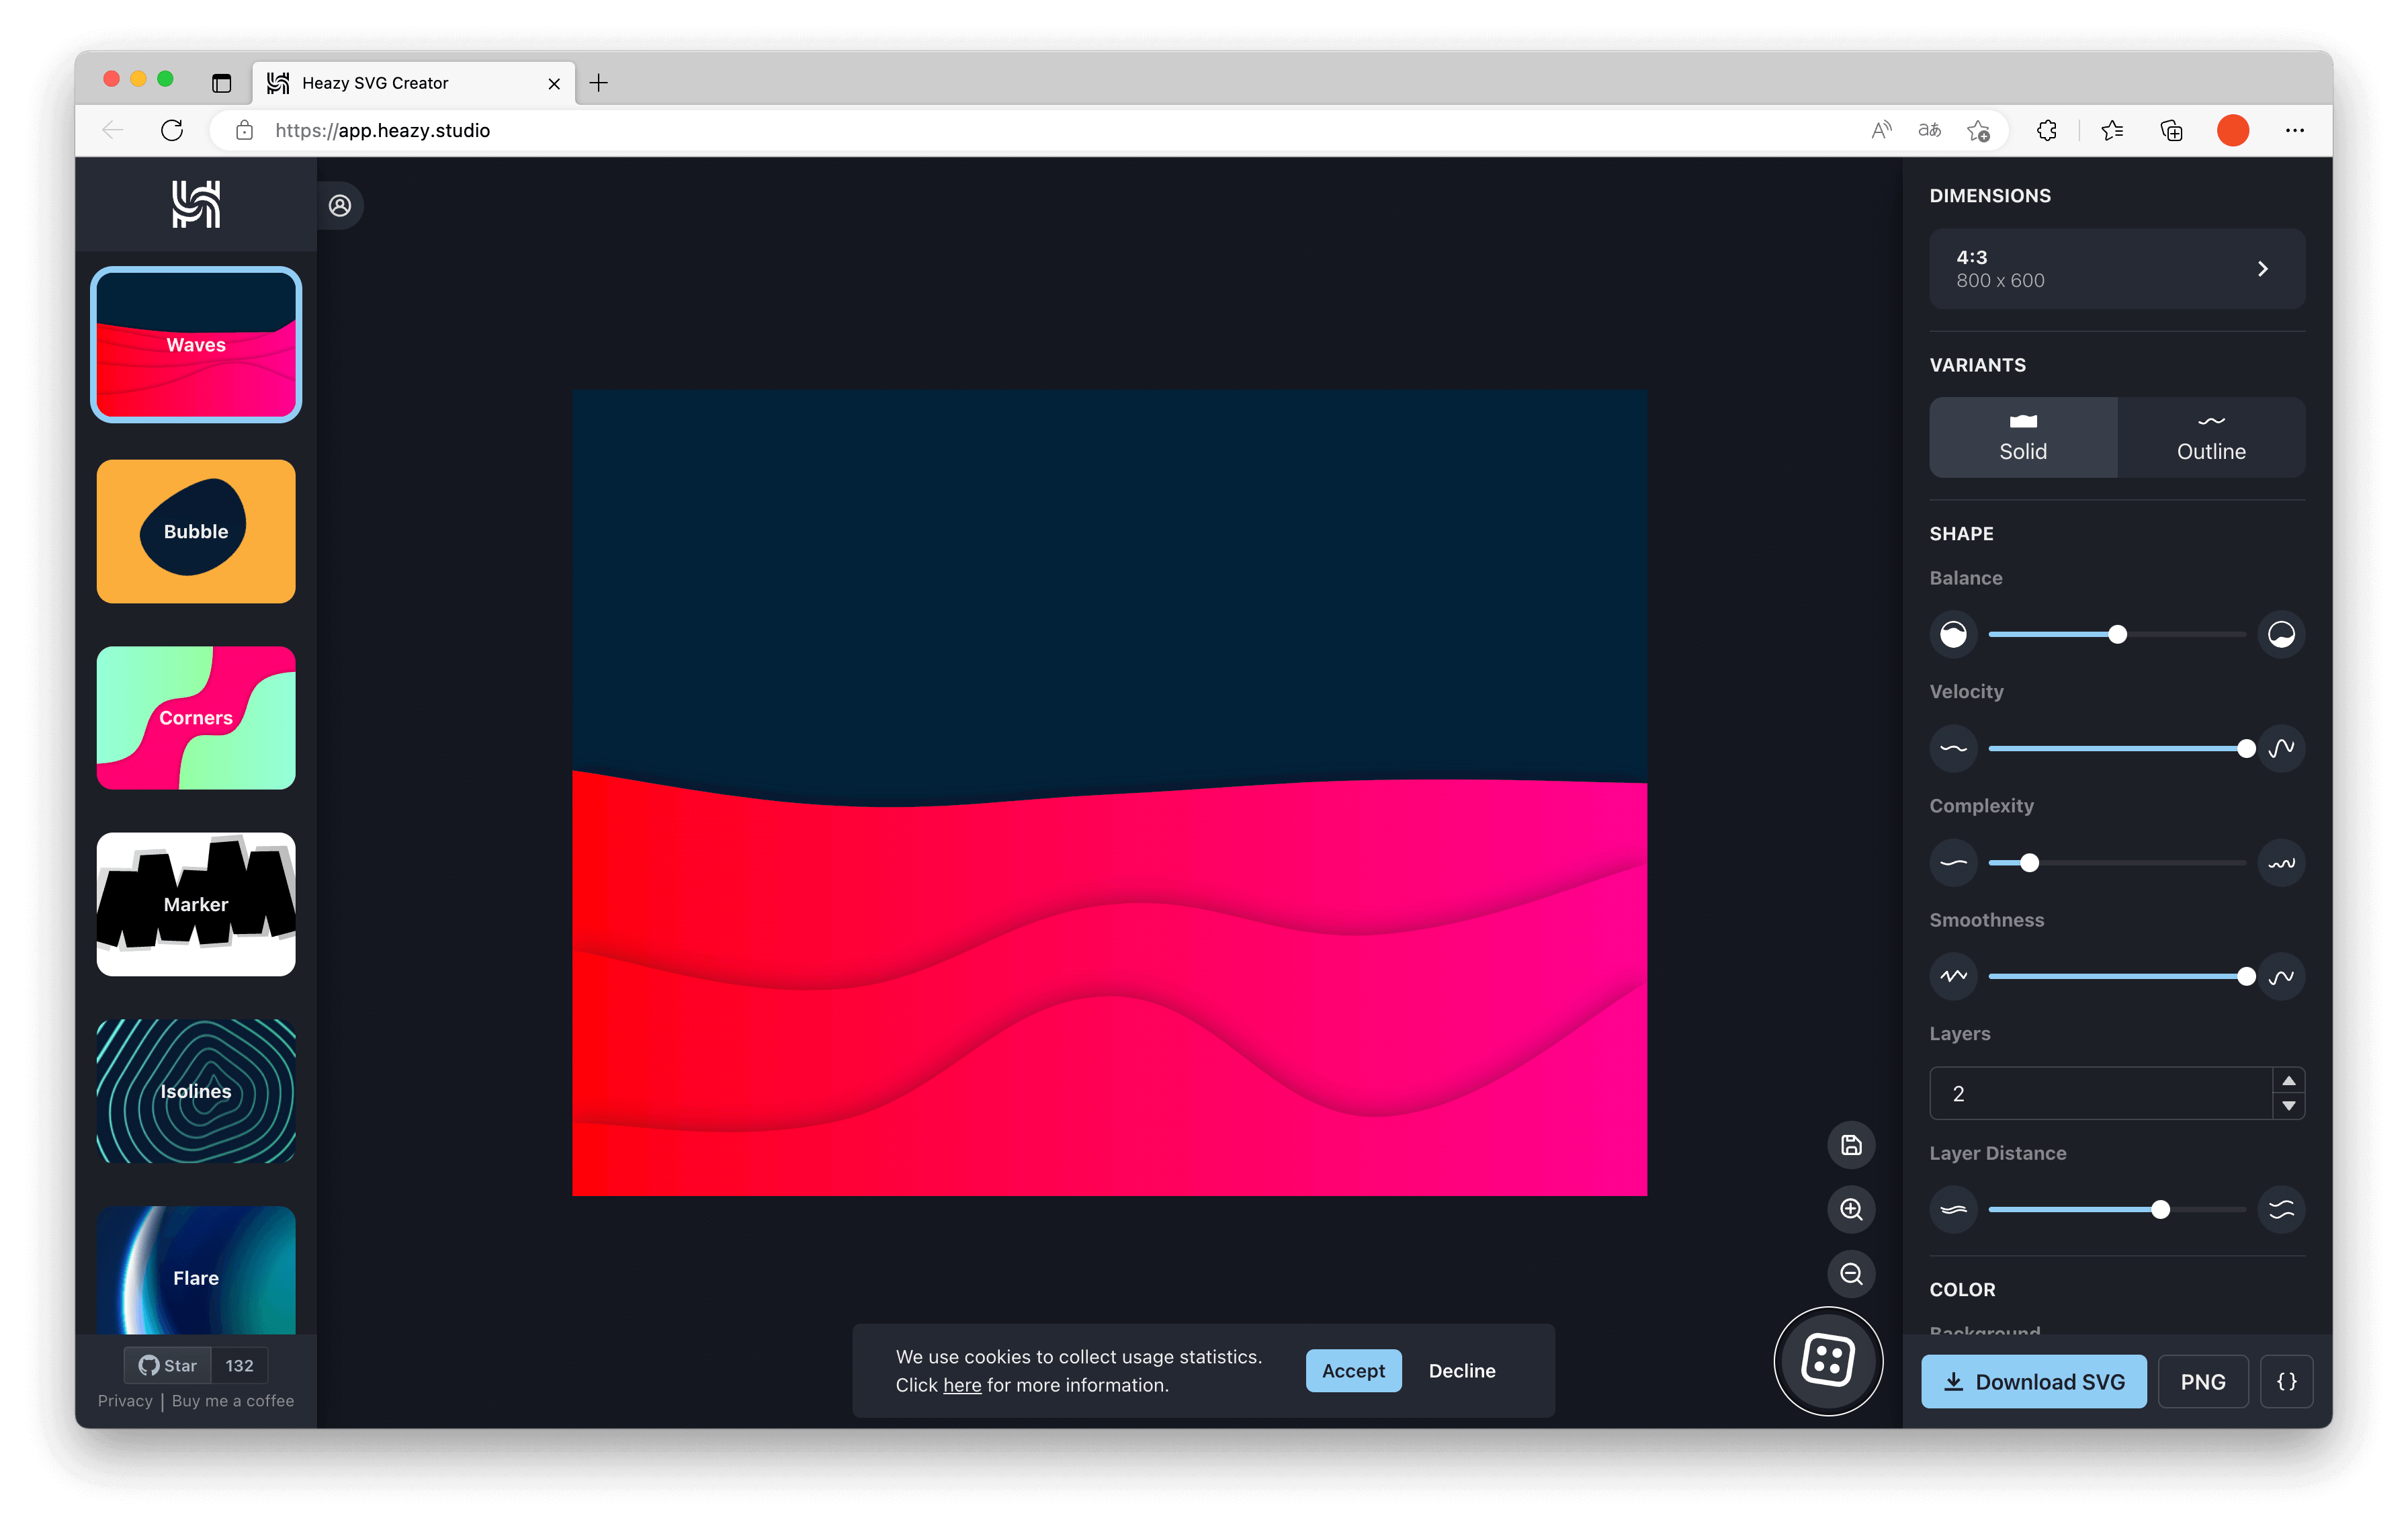 Heazy SVG Creator
https://app.heazy.studio
Waves
Bubble
Corners
Marker
Isolines
Flare
Star 132
Privacy | Buy me a coffee
We use cookies to collect usage statistics.
Click here for more information.
Accept
Decline
DIMENSIONS
4:3
800 x 600
VARIANTS
Solid
Outline
SHAPE
Balance
Velocity
Complexity
Smoothness
Layers
2
Layer Distance
COLOR
Background
Download SVG
PNG
{}